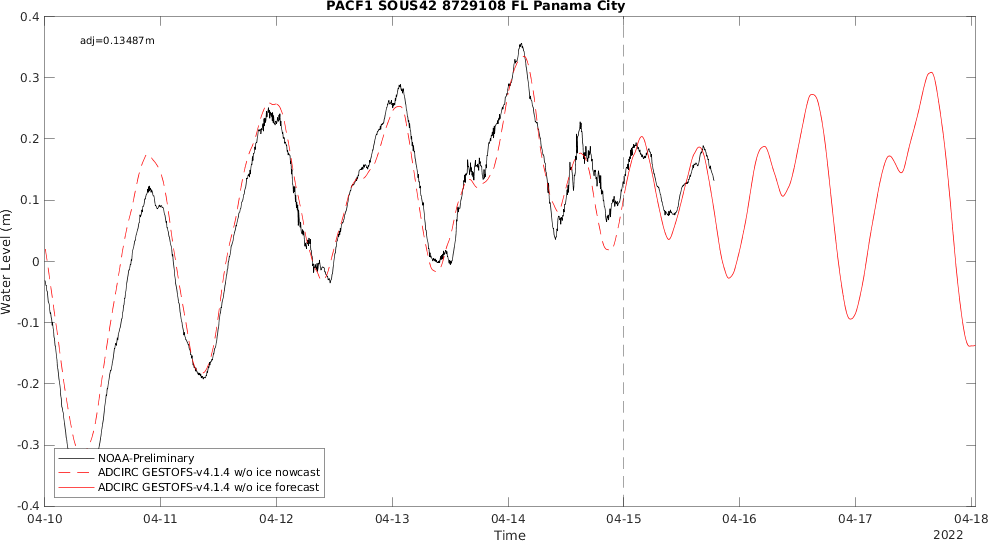 PACF1 SOUS42 8729108 FL Panama City
adj=0.13487m
0.4
0.3
0.2
0.1
0
-0.1
-0.2
-0.3
-0.4
Water Level (m)
NOAA-Preliminary
ADCIRC GESTOFS-v4.1.4 w/o ice nowcast
ADCIRC GESTOFS-v4.1.4 w/o ice forecast
04-10 04-11 04-12 04-13 04-14 04-15 04-16 04-17 04-18
Time
2022